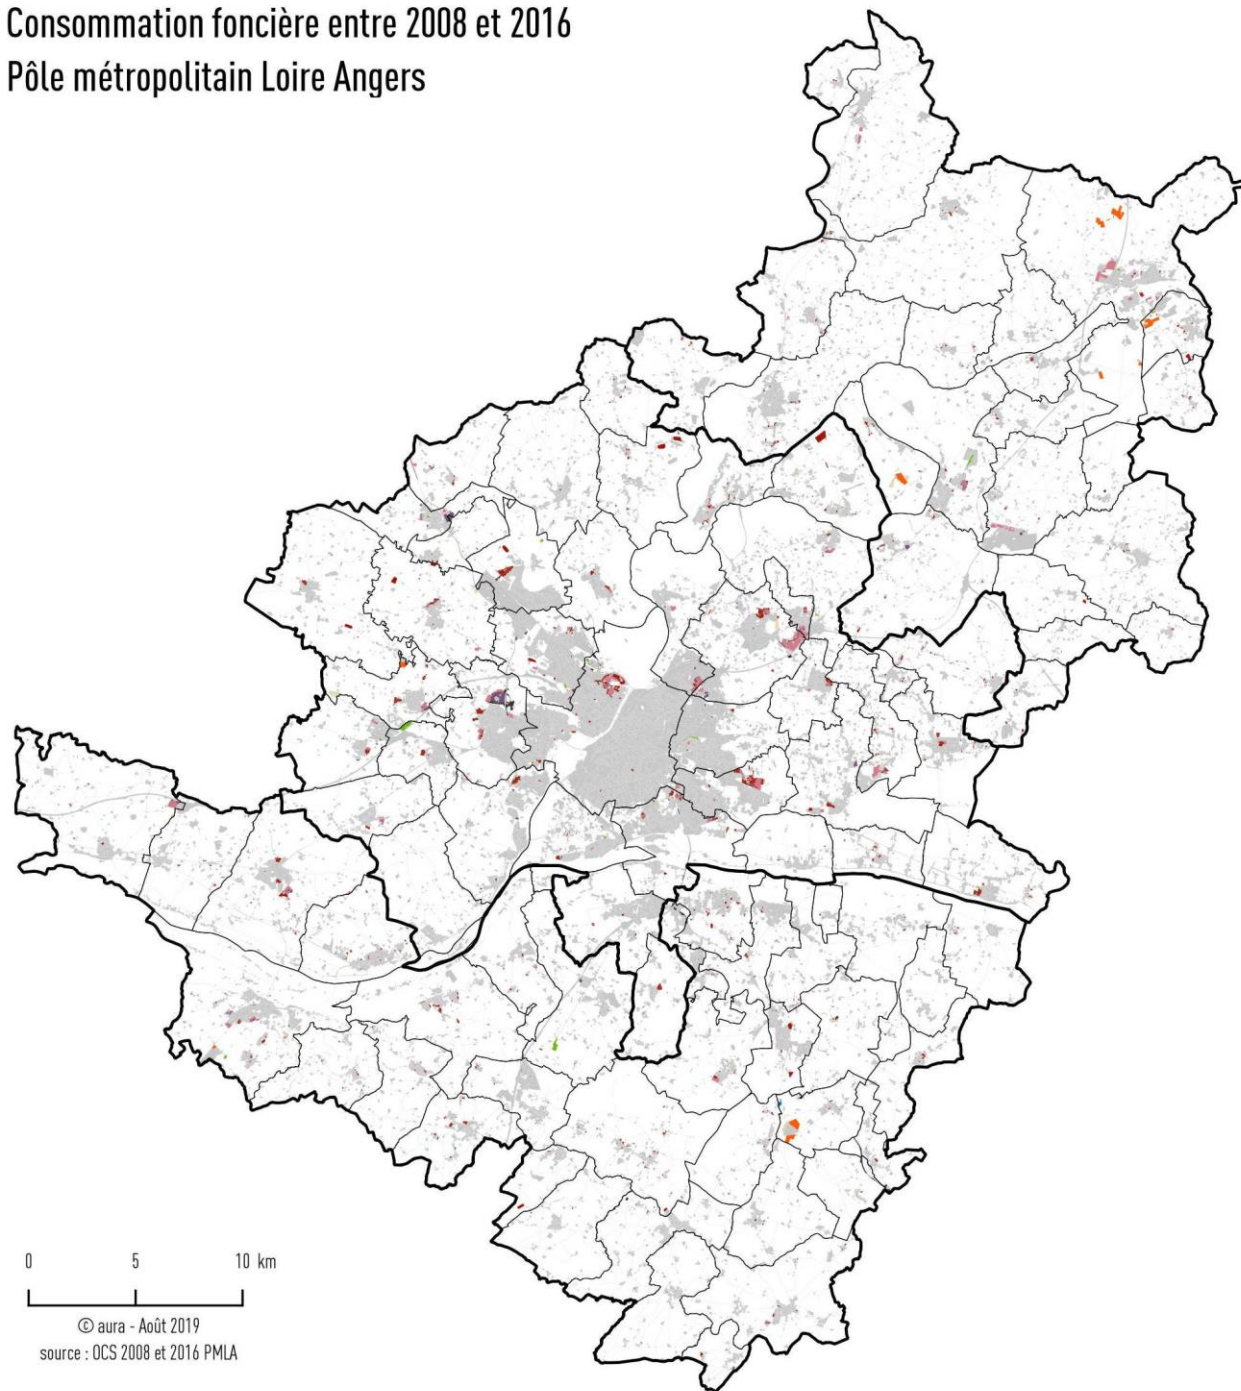 Consommation foncière entre 2008 et 2016
Pôle métropolitain Loire Angers
0 5 10 km
© aura - Août 2019
source : OCS 2008 et 2016 PMLA